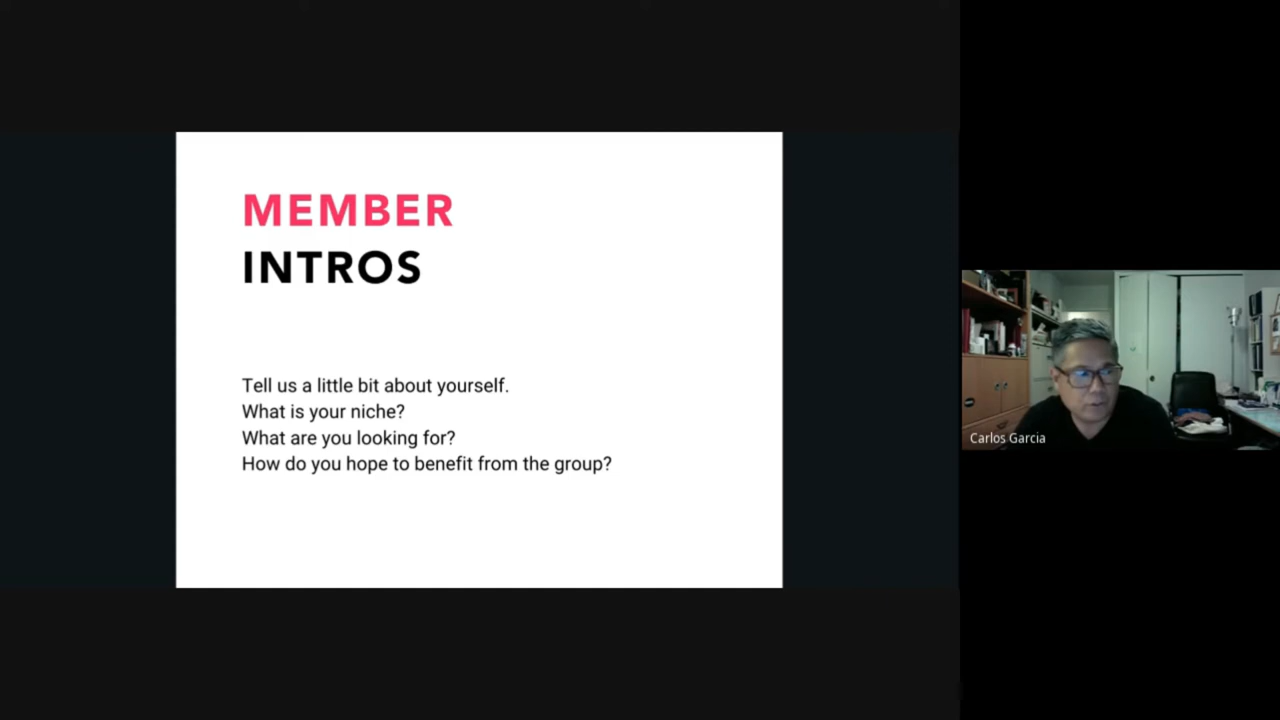 MEMBER
INTROS
Tell us a little bit about yourself.
What is your niche?
What are you looking for?
How do you hope to benefit from the group?
Carlos Garcia